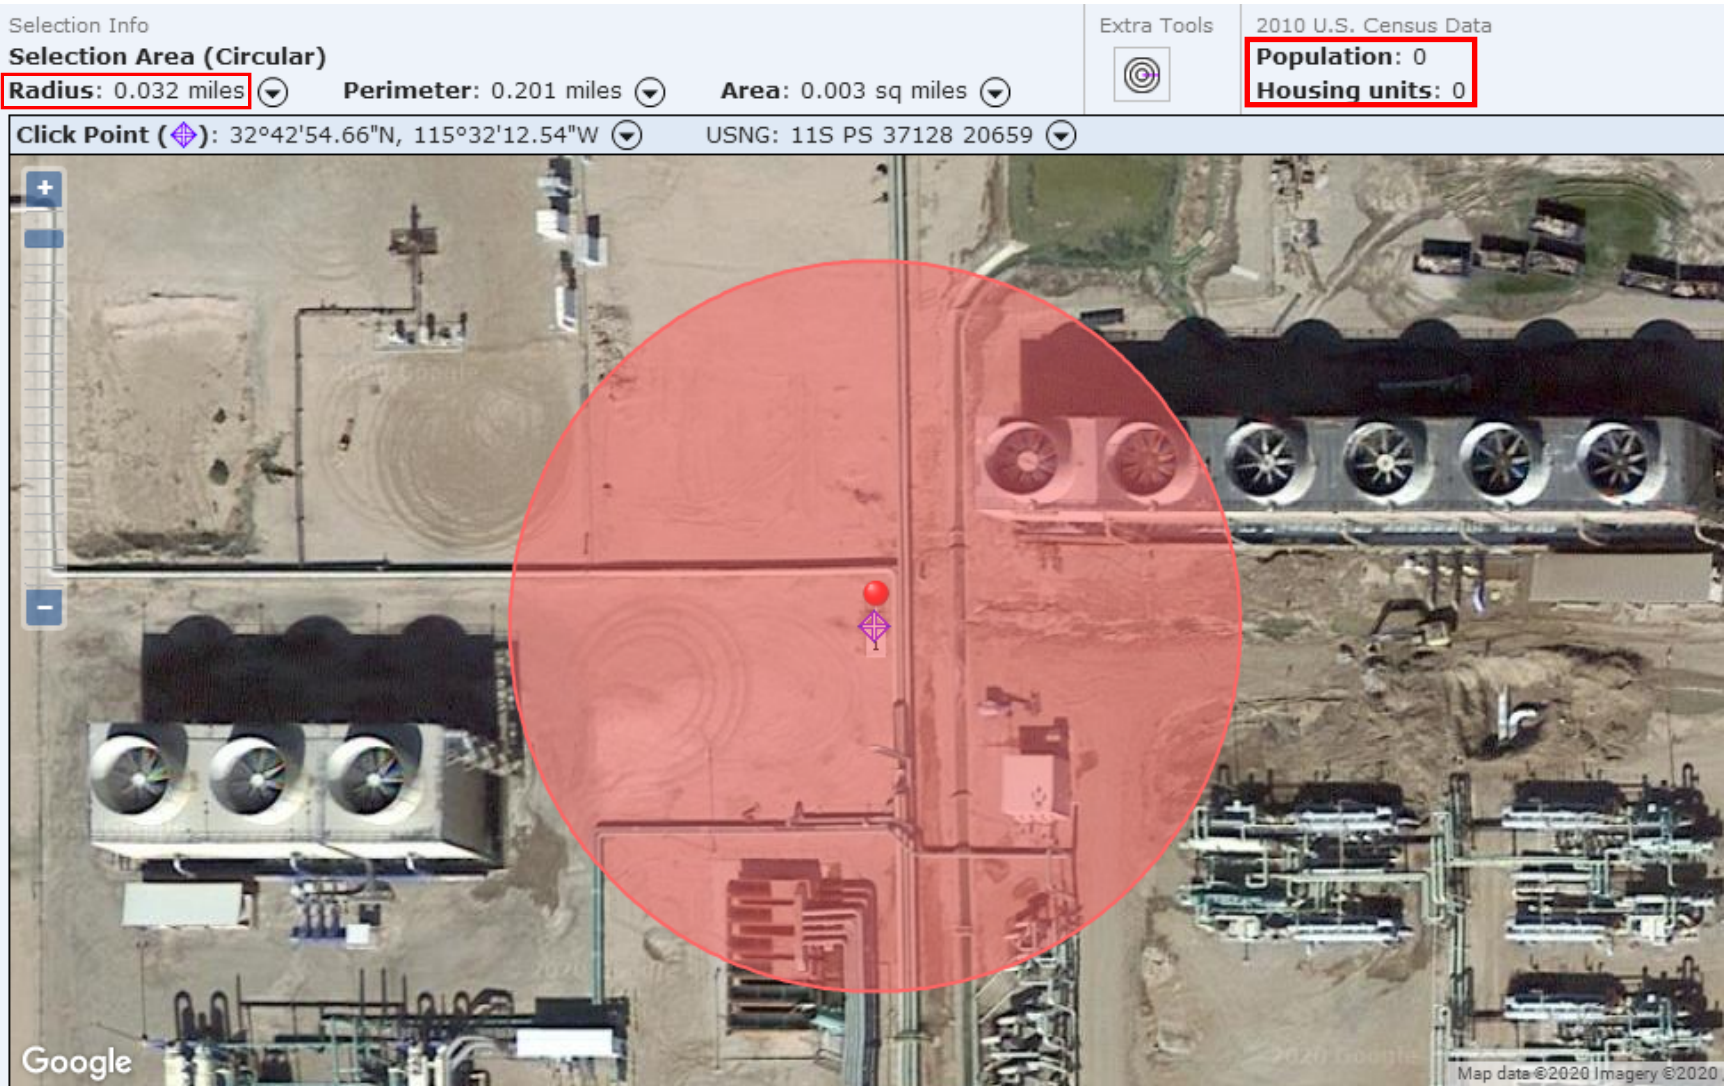 Selection Info
Selection Area (Circular)
Radius: 0.032 miles Perimeter: 0.201 miles Area: 0.003 sq miles
Extra Tools
2010 U.S. Census Data
Population: 0
Housing units: 0
Click Point ( ): 32°42'54.66"N, 115°32'12.54"W USNG: 11S PS 37128 20659
+
1
−
Google
Map data ©2020 Imagery ©2020